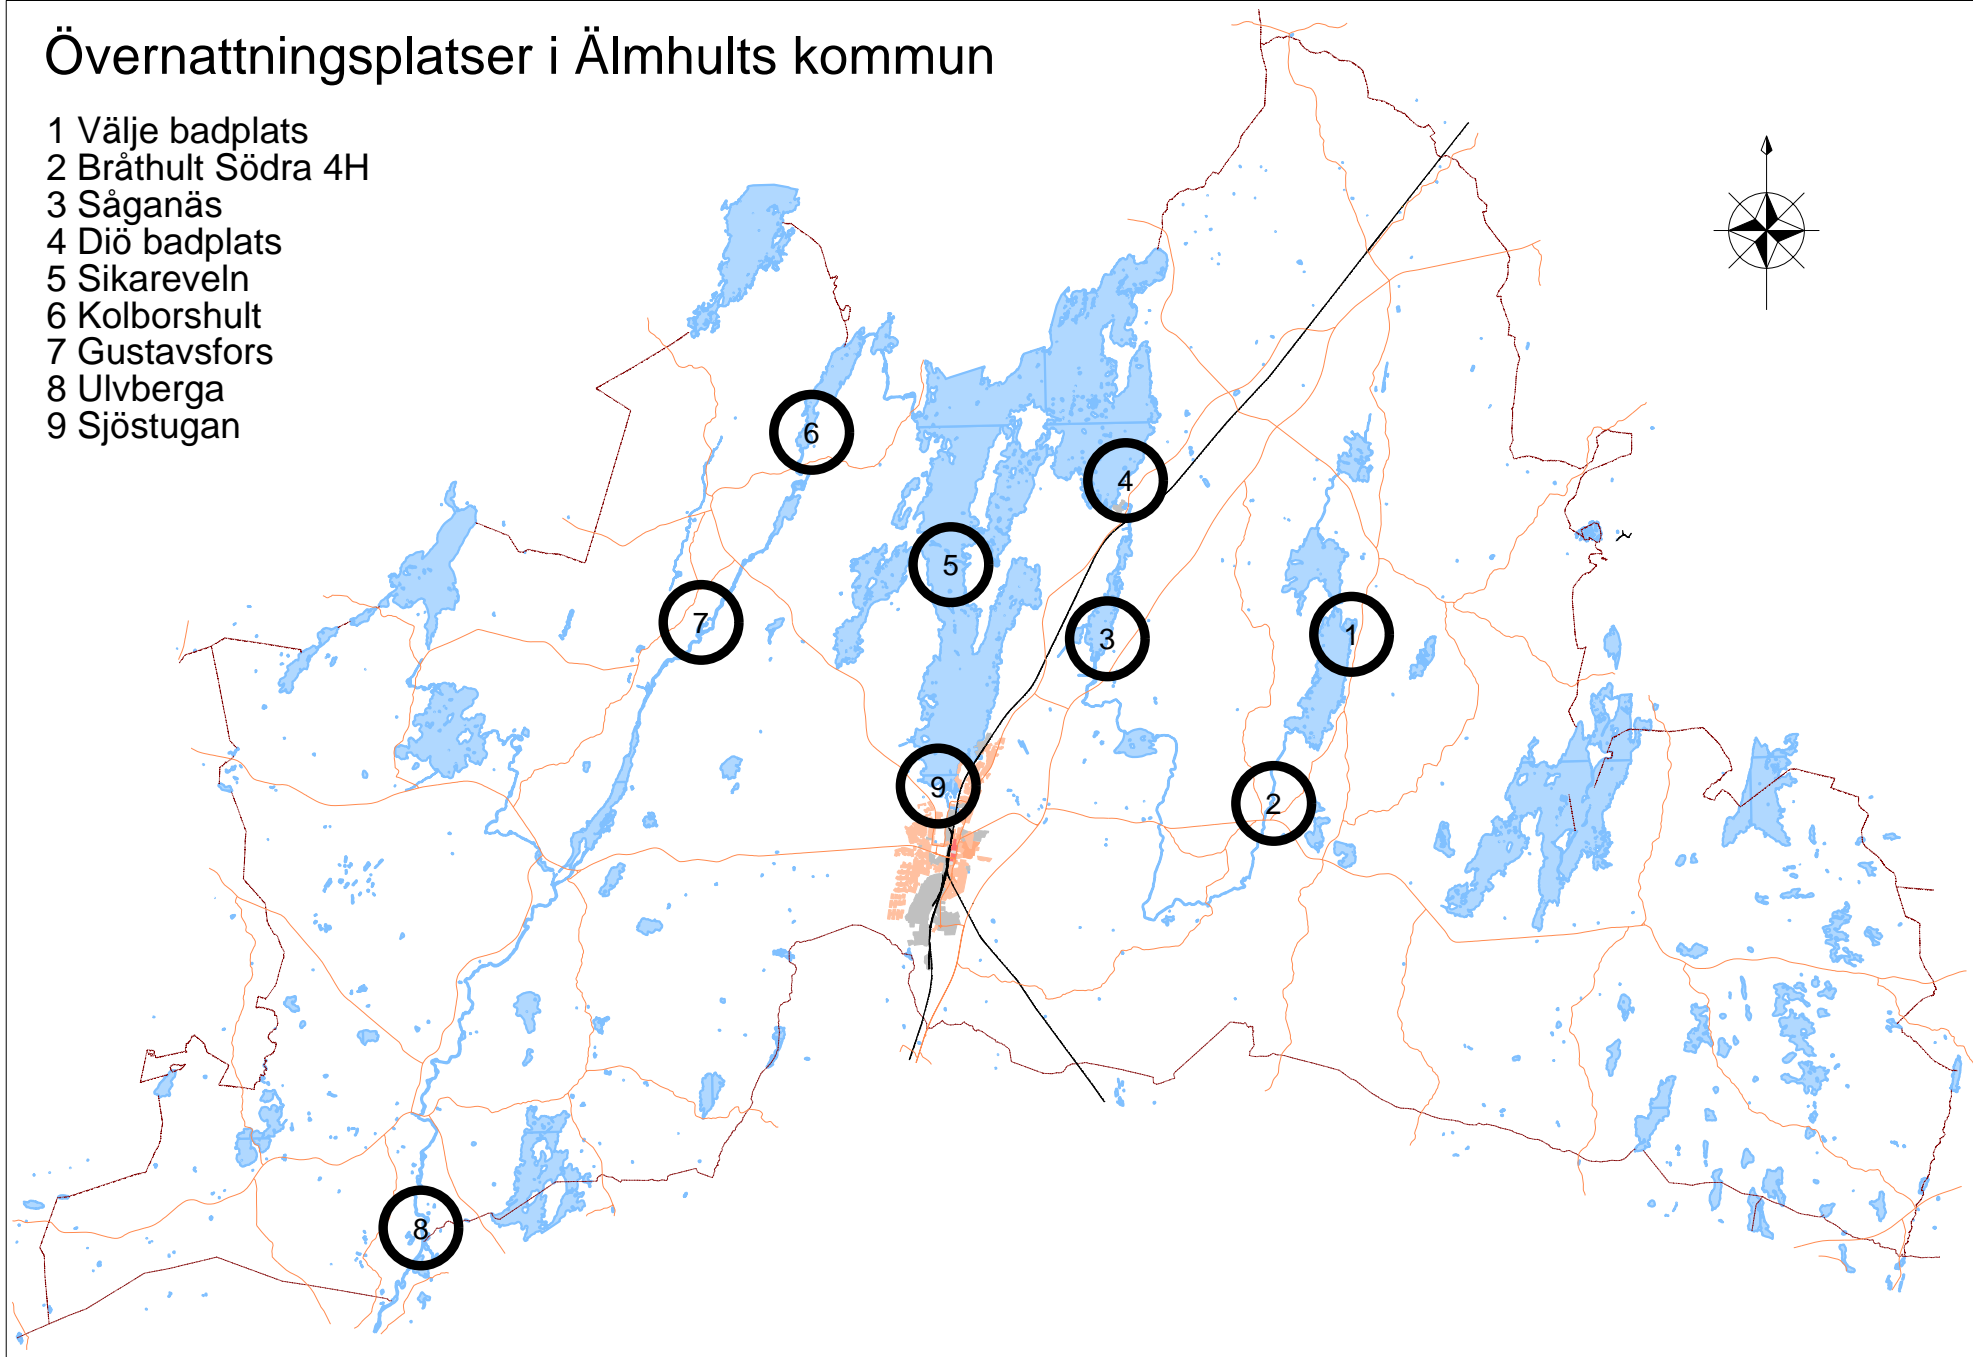 Övernattningsplatser i Älmhults kommun
1 Välje badplats
2 Bråthult Södra 4H
3 Såganäs
4 Diö badplats
5 Sikareveln
6 Kolborshult
7 Gustavsfors
8 Ulvberga
9 Sjöstugan
6
4
5
7
3
1
9
2
8